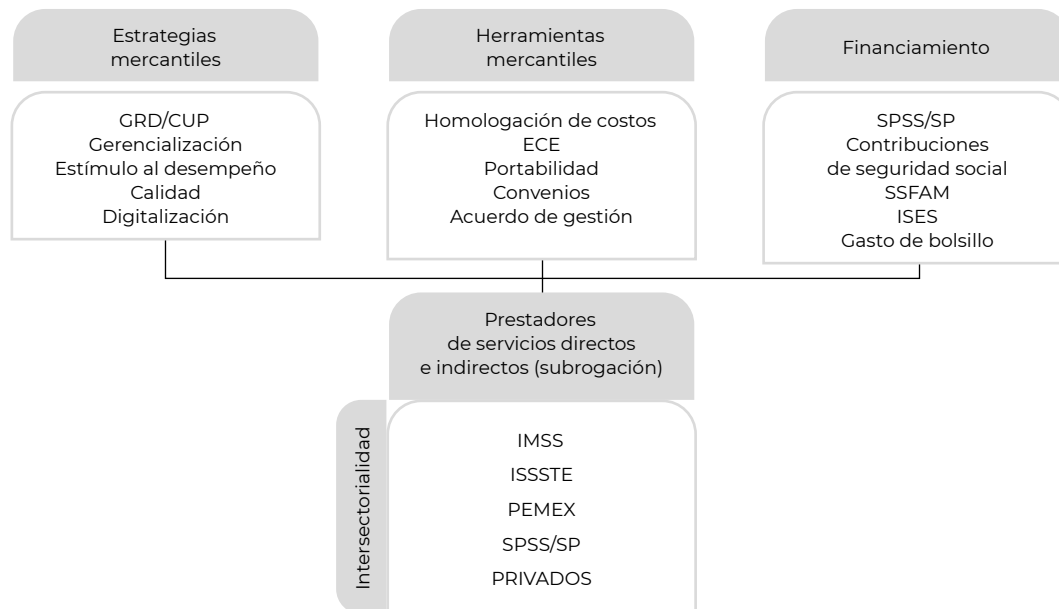 Estrategias
mercantiles
GRD/CUP
Gerencialización
Estímulo al desempeño
Calidad
Digitalización
Herramientas
mercantiles
Homologación de costos
ECE
Portabilidad
Convenios
Acuerdo de gestión
Financiamiento
SPSS/SP
Contribuciones
de seguridad social
SSFAM
ISES
Gasto de bolsillo
Prestadores
de servicios directos
e indirectos (subrogación)
Intersectorialidad
IMSS
ISSSTE
PEMEX
SPSS/SP
PRIVADOS